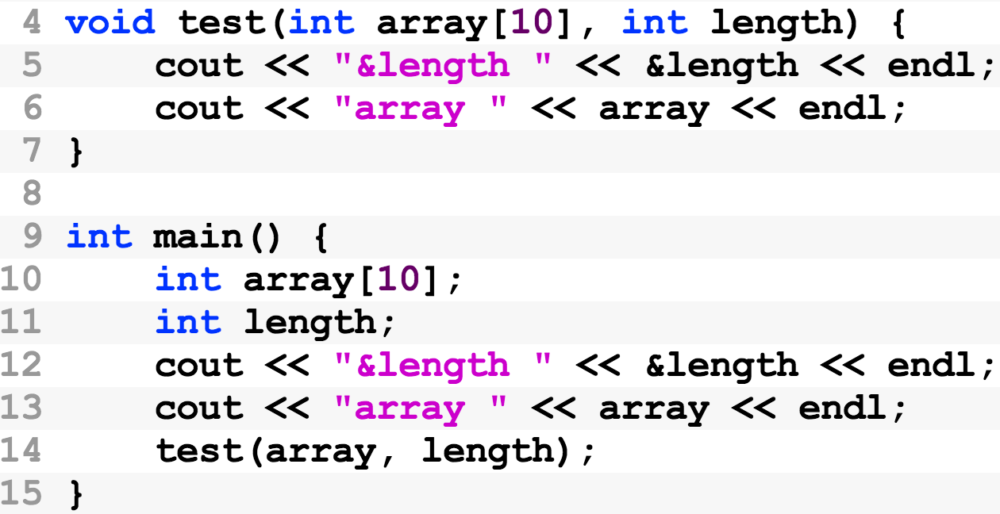 4 void test(int array[10], int length) {
5     cout << "&length " << &length << endl;
6     cout << "array " << array << endl;
7 }
8
9 int main() {
10     int array[10];
11     int length;
12     cout << "&length " << &length << endl;
13     cout << "array " << array << endl;
14     test(array, length);
15 }